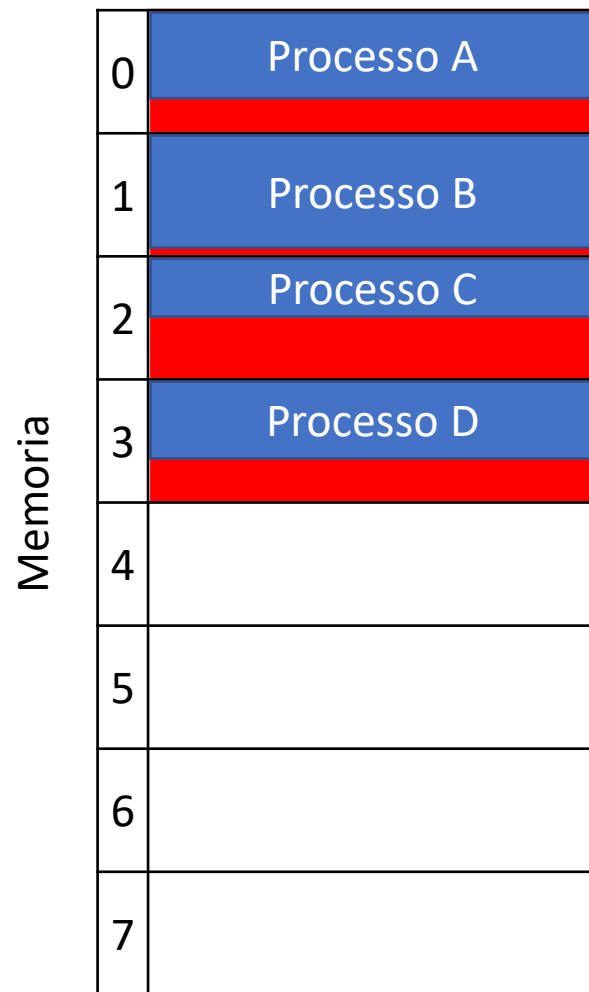 Memoria
0 Processo A
1 Processo B
2 Processo C
3 Processo D
4
5
6
7